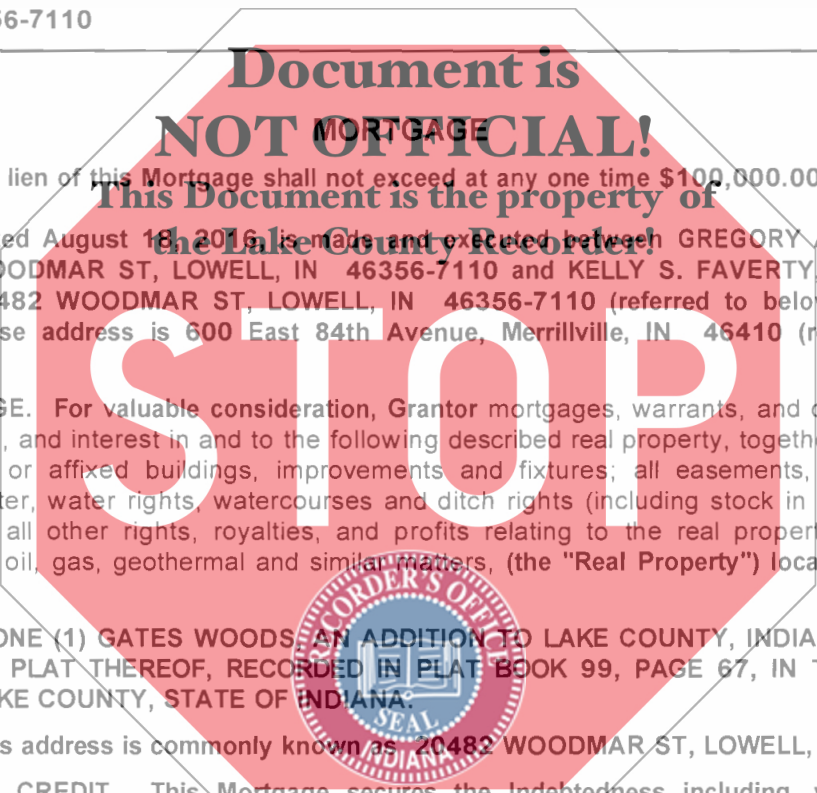 56-7110
Document is
NOT OFFICIAL!
MORTGAGE
lien of this Mortgage shall not exceed at any one time $100,000.00
This Document is the property of
the Lake County Recorder!
ed August 18, 2016, is made and executed between GREGORY
OODMAR ST, LOWELL, IN 46356-7110 and KELLY S. FAVERTY,
482 WOODMAR ST, LOWELL, IN 46356-7110 (referred to below
se address is 600 East 84th Avenue, Merrillville, IN 46410 (r
STOP
GE. For valuable consideration, Grantor mortgages, warrants, and c
, and interest in and to the following described real property, togethe
or affixed buildings, improvements and fixtures; all easements,
ter, water rights, watercourses and ditch rights (including stock in
all other rights, royalties, and profits relating to the real propert
oil, gas, geothermal and similar matters, (the "Real Property") loca
RECORDER'S OFFICE
ONE (1) GATES WOODS, AN ADDITION TO LAKE COUNTY, INDIA
PLAT THEREOF, RECORDED IN PLAT BOOK 99, PAGE 67, IN T
KE COUNTY, STATE OF INDIANA.
SEAL
INDIANA
s address is commonly known as 20482 WOODMAR ST, LOWELL,
CREDIT. This Mortgage secures the Indebtedness including,